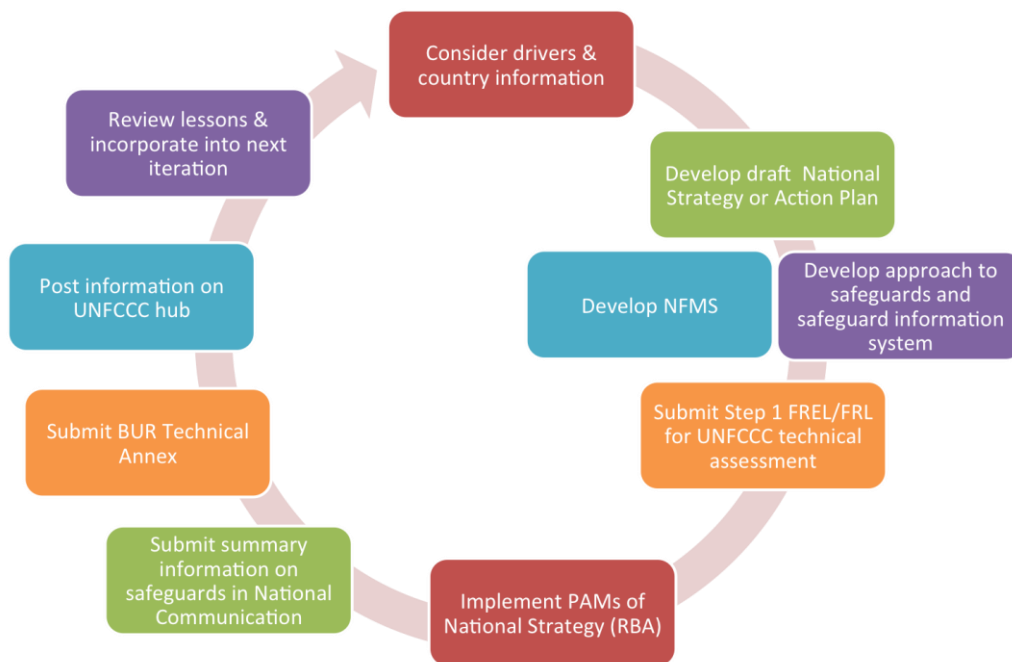 Consider drivers &
country information
Develop draft National
Strategy or Action Plan
Develop approach to
safeguards and
safeguard information
system
Develop NFMS
Submit Step 1 FREL/FRL
for UNFCCC technical
assessment
Implement PAMs of
National Strategy (RBA)
Submit summary
information on
safeguards in National
Communication
Submit BUR Technical
Annex
Post information on
UNFCCC hub
Review lessons &
incorporate into next
iteration